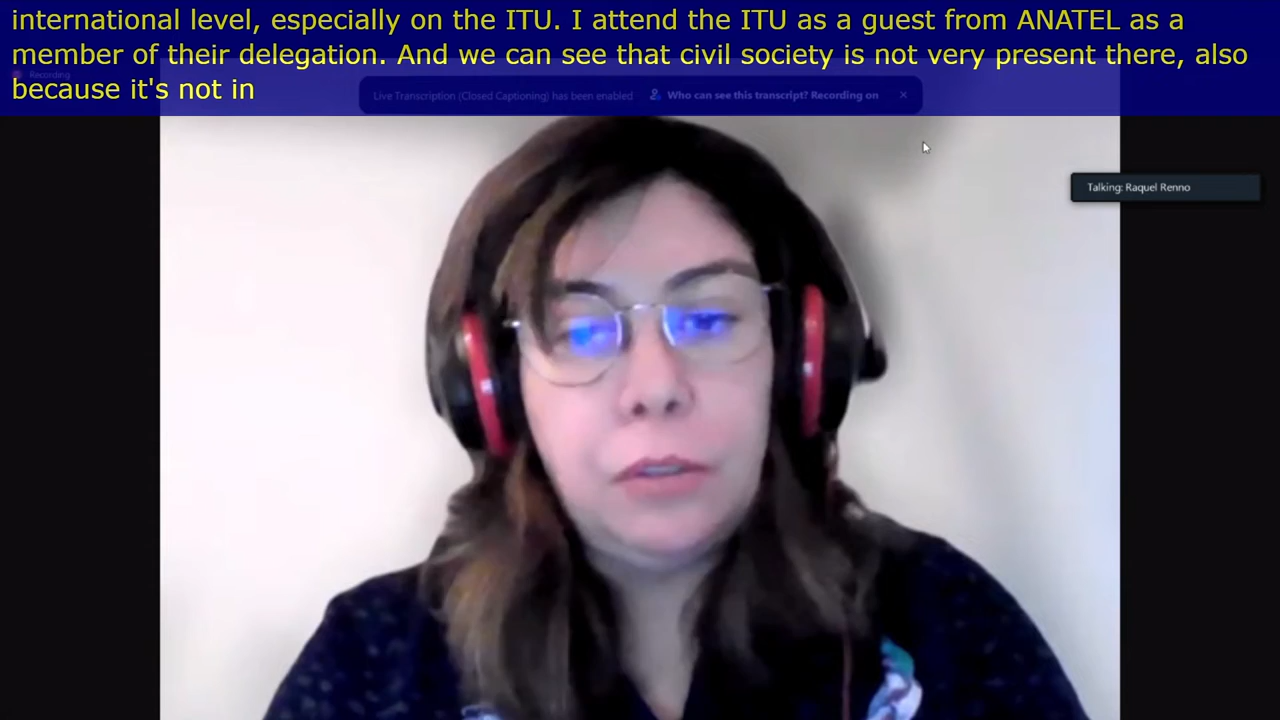 international level, especially on the ITU. I attend the ITU as a guest from ANATEL as a
member of their delegation. And we can see that civil society is not very present there, also
because it's not in
Recording
Live Transcription (Closed Captioning) has been enabled Who can see this transcript? Recording on
Talking: Raquel Renno